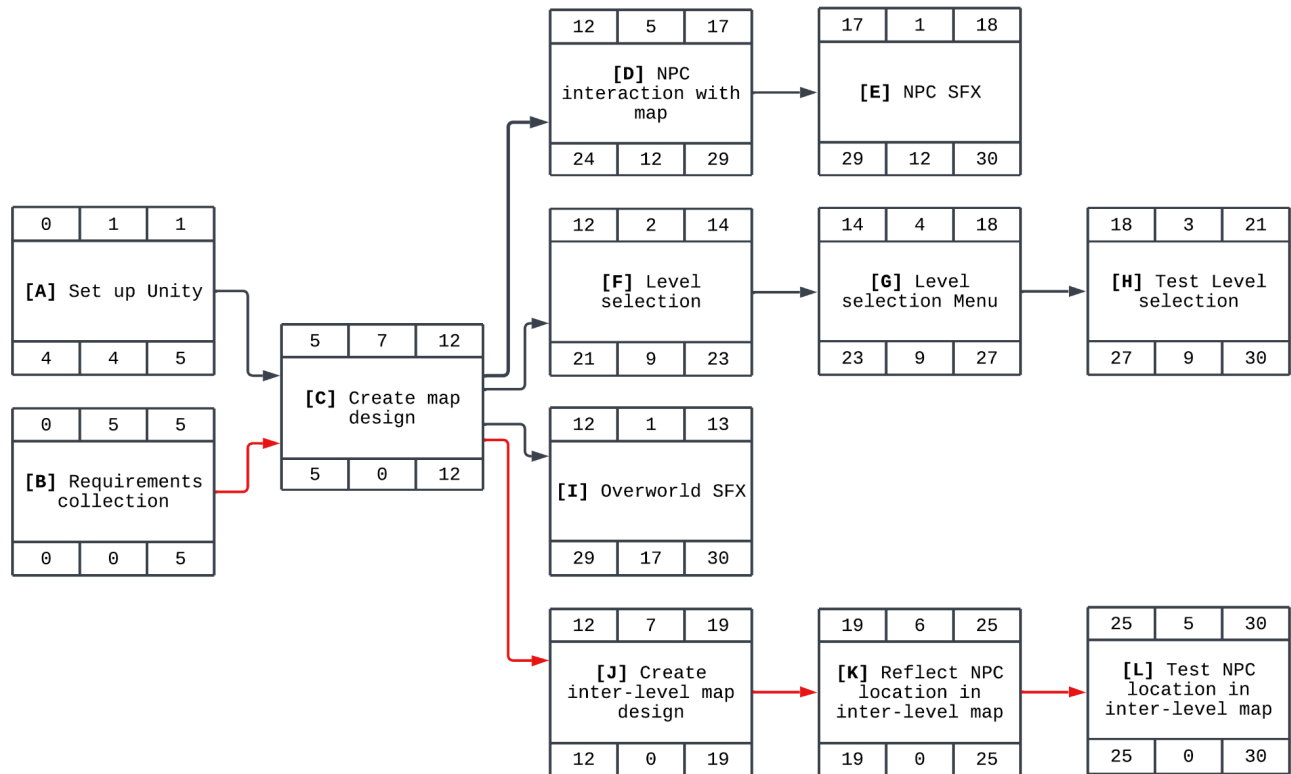 12 5 17
[D] NPC
interaction with
map
24 12 29
17 1 18
[E] NPC SFX
29 12 30
0 1 1
[A] Set up Unity
4 4 5
12 2 14
[F] Level
selection
21 9 23
14 4 18
[G] Level
selection Menu
23 9 27
18 3 21
[H] Test Level
selection
27 9 30
5 7 12
[C] Create map
design
5 0 12
0 5 5
[B] Requirements
collection
0 0 5
12 1 13
[I] Overworld SFX
29 17 30
12 7 19
[J] Create
inter-level map
design
12 0 19
19 6 25
[K] Reflect NPC
location in
inter-level map
19 0 25
25 5 30
[L] Test NPC
location in
inter-level map
25 0 30